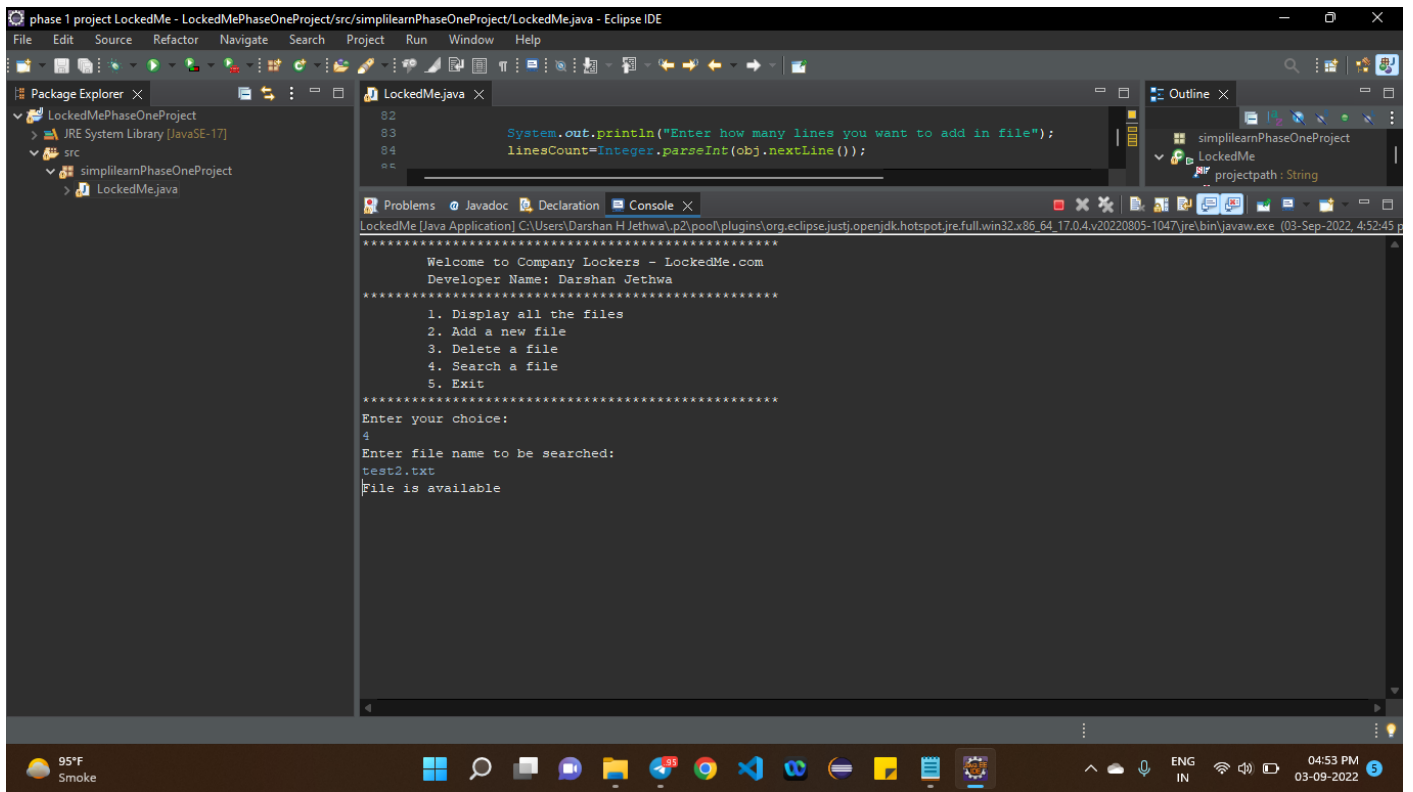 phase 1 project LockedMe - LockedMePhaseOneProject/src/simplilearnPhaseOneProject/LockedMe.java - Eclipse IDE
File Edit Source Refactor Navigate Search Project Run Window Help
Package Explorer
LockedMePhaseOneProject
JRE System Library [JavaSE-17]
src
simplilearnPhaseOneProject
LockedMe.java
LockedMe.java
82
83 System.out.println("Enter how many lines you want to add in file");
84 linesCount=Integer.parseInt(obj.nextLine());
85
Outline
simplilearnPhaseOneProject
LockedMe
projectpath : String
Problems Javadoc Declaration Console
LockedMe [Java Application] C:\Users\Darshan H Jethwa\.p2\pool\plugins\org.eclipse.justj.openjdk.hotspot.jre.full.win32.x86_64_17.0.4.v20220805-1047\jre\bin\javaw.exe (03-Sep-2022, 4:52:45 p
***************************************************
Welcome to Company Lockers - LockedMe.com
Developer Name: Darshan Jethwa
***************************************************
1. Display all the files
2. Add a new file
3. Delete a file
4. Search a file
5. Exit
***************************************************
Enter your choice:
4
Enter file name to be searched:
test2.txt
File is available
95°F
Smoke
95
ENG
IN
04:53 PM
03-09-2022
5